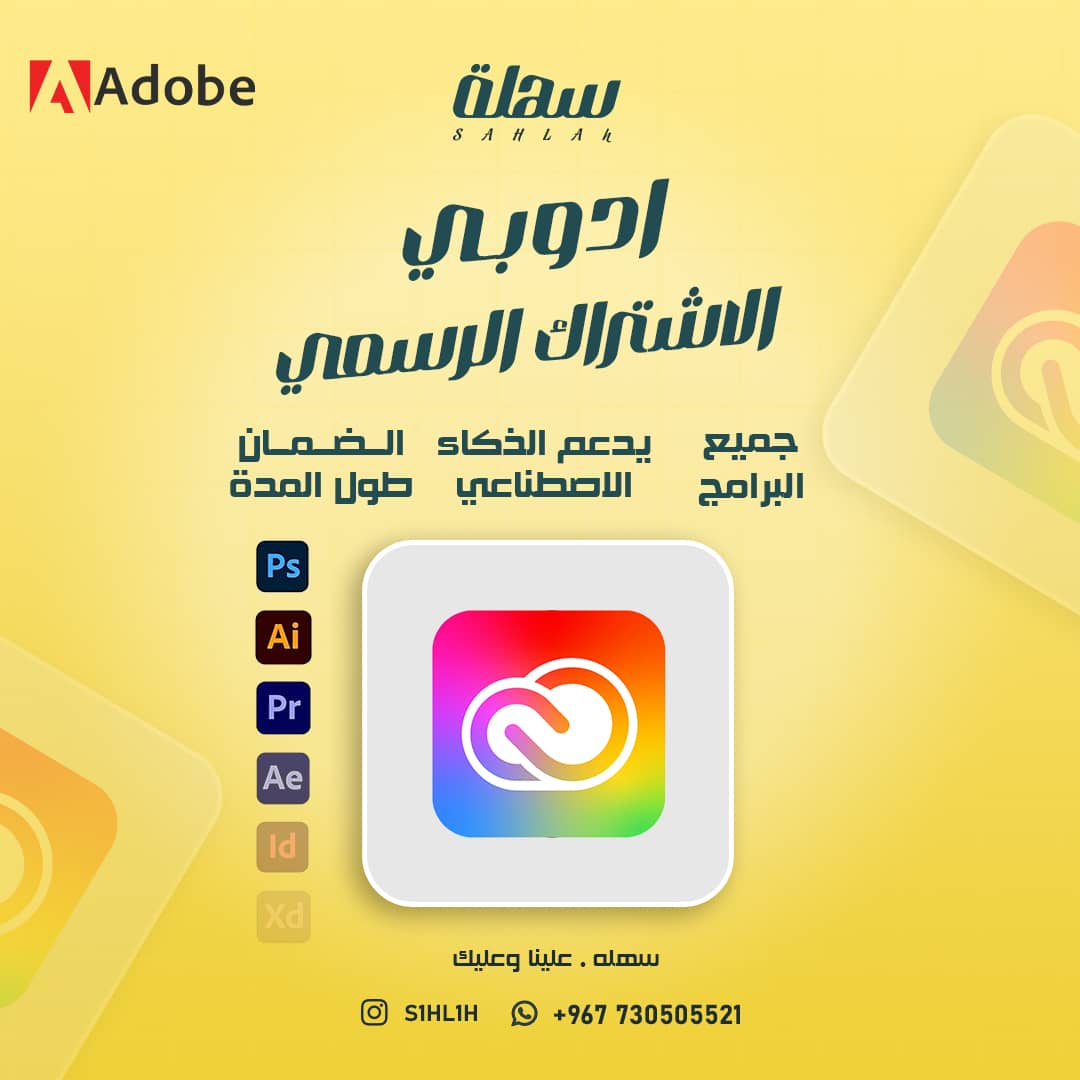 Adobe
سهلة
SAHLAh
ادوبي
الاشتراك الرسمي
جميع
البرامج
يدعم الذكاء
الاصطناعي
الـضـمـان
طول المدة
Ps
Ai
Pr
Ae
Id
Xd
سهله . علينا وعليك
S1HL1H
+967 730505521